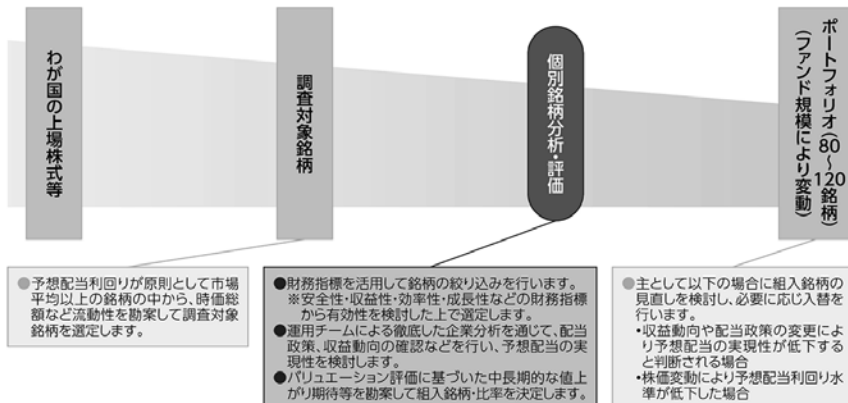 わが国の上場株式等
調査対象銘柄
個別銘柄分析・評価
ポートフォリオ(80~120銘柄)
(ファンド規模により変動)
●予想配当利回りが原則として市場
平均以上の銘柄の中から、時価総
額など流動性を勘案して調査対象
銘柄を選定します。
●財務指標を活用して銘柄の絞り込みを行います。
※安全性・収益性・効率性・成長性などの財務指標
から有効性を検討した上で選定します。
●運用チームによる徹底した企業分析を通じて、配当
政策、収益動向の確認などを行い、予想配当の実
現性を検討します。
●バリュエーション評価に基づいた中長期的な値上
がり期待等を勘案して組入銘柄・比率を決定します。
●主として以下の場合に組入銘柄の
見直しを検討し、必要に応じ入替を
行います。
・収益動向や配当政策の変更によ
り予想配当の実現性が低下する
と判断される場合
・株価変動により予想配当利回り水
準が低下した場合